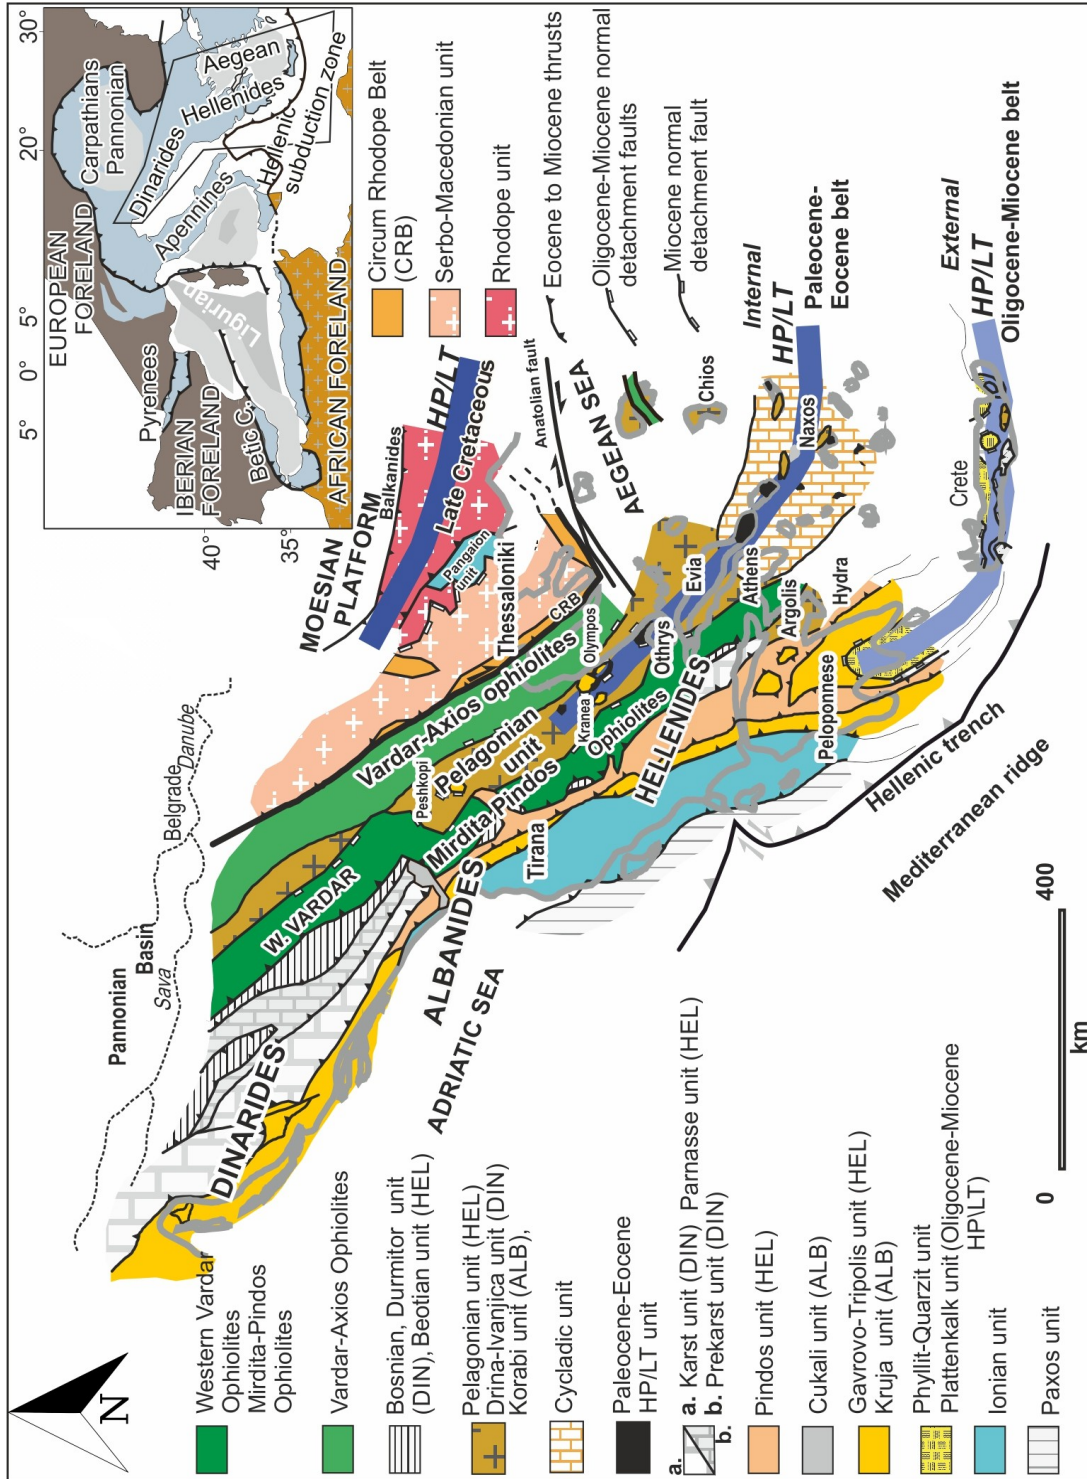 EUROPEAN
FORELAND
Carpathians
Pannonian
Dinarides
Hellenides
Aegean
Apennines
Hellenic
subduction zone
Pyrenees
IBERIAN
FORELAND
Ligurian
Betic C.
AFRICAN FORELAND
40°
35°
5°
0°
5°
20°
30°
Circum Rhodope Belt
(CRB)
Serbo-Macedonian unit
Rhodope unit
Eocene to Miocene thrusts
Oligocene-Miocene normal
detachment faults
Miocene normal
detachment fault
MOESIAN
PLATFORM
Balkanides
HP/LT
Late Cretaceous
Pangaion
unit
Anatolian fault
AEGEAN SEA
Chios
Internal
HP/LT
Paleocene-
Eocene belt
External
HP/LT
Oligocene-Miocene belt
Pannonian
Basin
Sava
Belgrade
Danube
Thessaloniki
CRB
Olympos
Vardar-Axios ophiolites
Peshkopi
Pelagonian
unit
Kranea
Othrys
Evia
Athens
Naxos
Argolis
Hydra
Crete
W. VARDAR
Mirdita Pindos
Ophiolites
HELLENIDES
Peloponnese
Tirana
DINARIDES
ALBANIDES
ADRIATIC SEA
Hellenic trench
Mediterranean ridge
0
400
km
N
Western Vardar
Ophiolites
Mirdita-Pindos
Ophiolites
Vardar-Axios Ophiolites
Bosnian, Durmitor unit
(DIN), Beotian unit (HEL)
Pelagonian unit (HEL)
Drina-Ivanjica unit (DIN)
Korabi unit (ALB),
Cycladic unit
Paleocene-Eocene
HP/LT unit
a.
b.
a. Karst unit (DIN) Parnasse unit (HEL)
b. Prekarst unit (DIN)
Pindos unit (HEL)
Cukali unit (ALB)
Gavrovo-Tripolis unit (HEL)
Kruja unit (ALB)
Phyllit-Quarzit unit
Plattenkalk unit (Oligocene-Miocene
HP\LT)
Ionian unit
Paxos unit